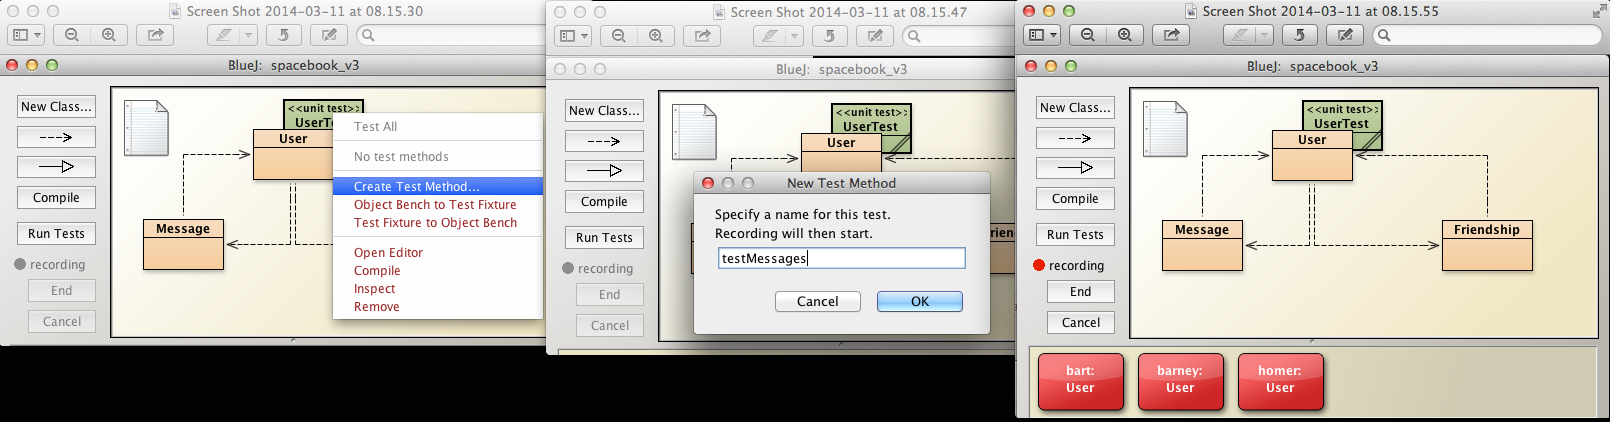 Screen Shot 2014-03-11 at 08.15.30
BlueJ: spacebook_v3
New Class...
Compile
Run Tests
recording
End
Cancel
<<unit test>>
UserT
User
Message
Test All
No test methods
Create Test Method...
Object Bench to Test Fixture
Test Fixture to Object Bench
Open Editor
Compile
Inspect
Remove
Screen Shot 2014-03-11 at 08.15.47
BlueJ: spacebook_v3
New Class...
Compile
Run Tests
recording
End
Cancel
<<unit test>>
UserTest
User
rien
New Test Method
Specify a name for this test.
Recording will then start.
testMessages
Cancel
OK
Screen Shot 2014-03-11 at 08.15.55
BlueJ: spacebook_v3
New Class...
Compile
Run Tests
recording
End
Cancel
<<unit test>>
UserTest
User
Message
Friendship
bart:
User
barney:
User
homer:
User